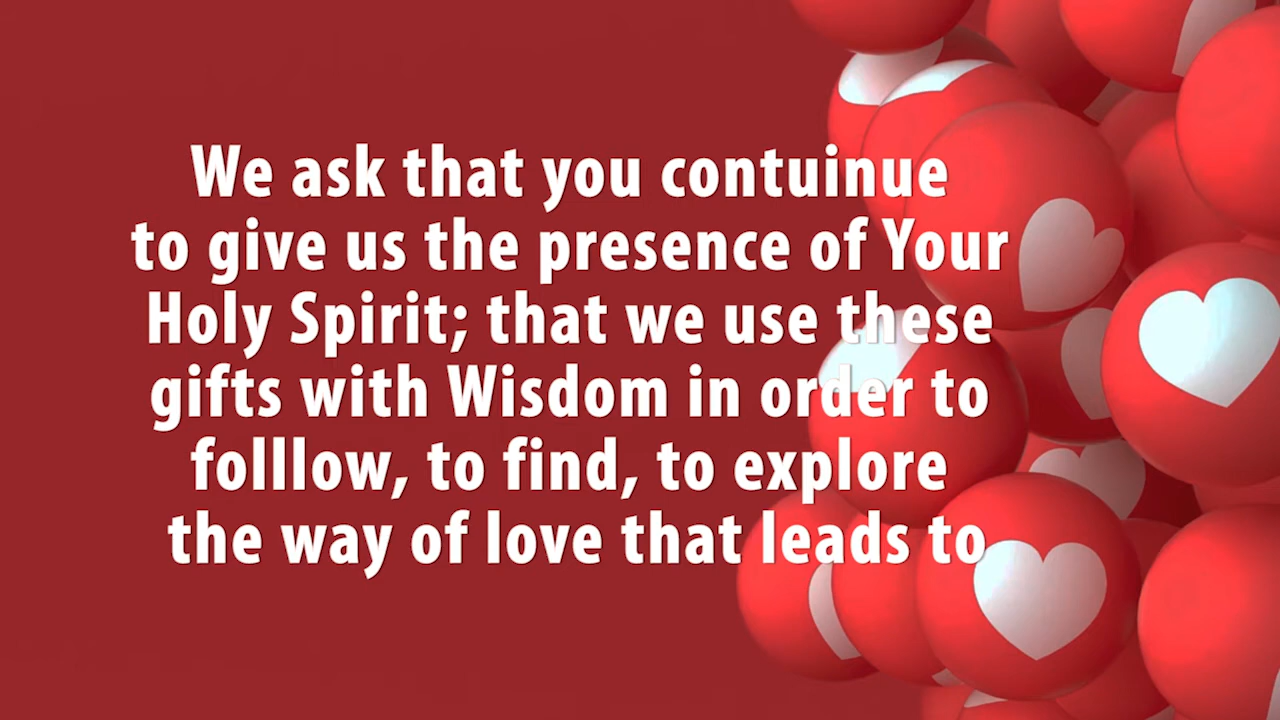 We ask that you contuinue
to give us the presence of Your
Holy Spirit; that we use these
gifts with Wisdom in order to
folllow, to find, to explore
the way of love that leads to